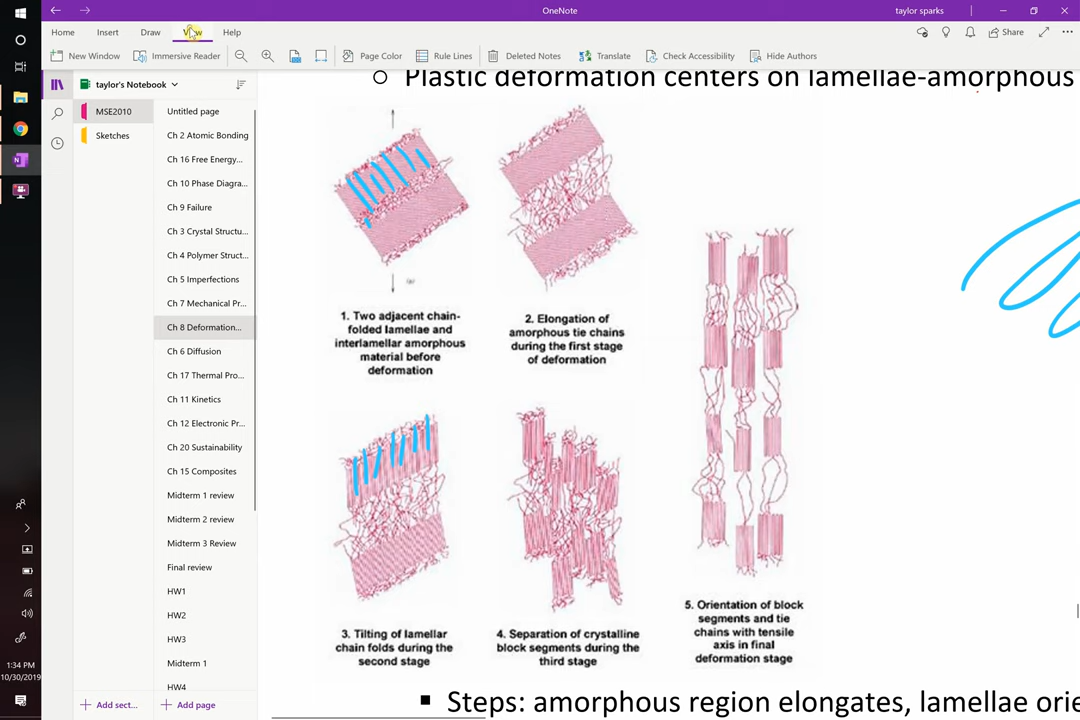 OneNote
taylor sparks
Home
Insert
Draw
View
Help
Share
New Window
Immersive Reader
Page Color
Rule Lines
Deleted Notes
Translate
Check Accessibility
Hide Authors
taylor's Notebook
MSE2010
Sketches
Untitled page
Ch 2 Atomic Bonding
Ch 16 Free Energy...
Ch 10 Phase Diagra...
Ch 9 Failure
Ch 3 Crystal Structu...
Ch 4 Polymer Struct...
Ch 5 Imperfections
Ch 7 Mechanical Pr...
Ch 8 Deformation...
Ch 6 Diffusion
Ch 17 Thermal Pro...
Ch 11 Kinetics
Ch 12 Electronic Pr...
Ch 20 Sustainability
Ch 15 Composites
Midterm 1 review
Midterm 2 review
Midterm 3 Review
Final review
HW1
HW2
HW3
Midterm 1
HW4
Add sect...
Add page
1:34 PM
10/30/2019
Plastic deformation centers on lamellae-amorphous
1. Two adjacent chain-
folded lamellae and
interlamellar amorphous
material before
deformation
2. Elongation of
amorphous tie chains
during the first stage
of deformation
3. Tilting of lamellar
chain folds during the
second stage
4. Separation of crystalline
block segments during the
third stage
5. Orientation of block
segments and tie
chains with tensile
axis in final
deformation stage
Steps: amorphous region elongates, lamellae orie